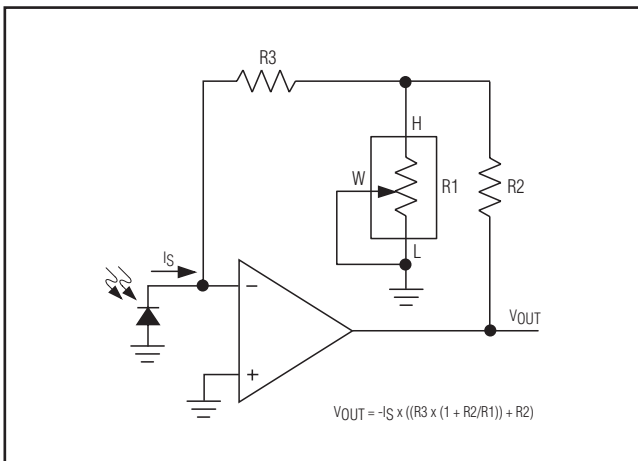 R3
H
W
R1
R2
L
IS
−
+
VOUT
VOUT = -IS x ((R3 x (1 + R2/R1)) + R2)